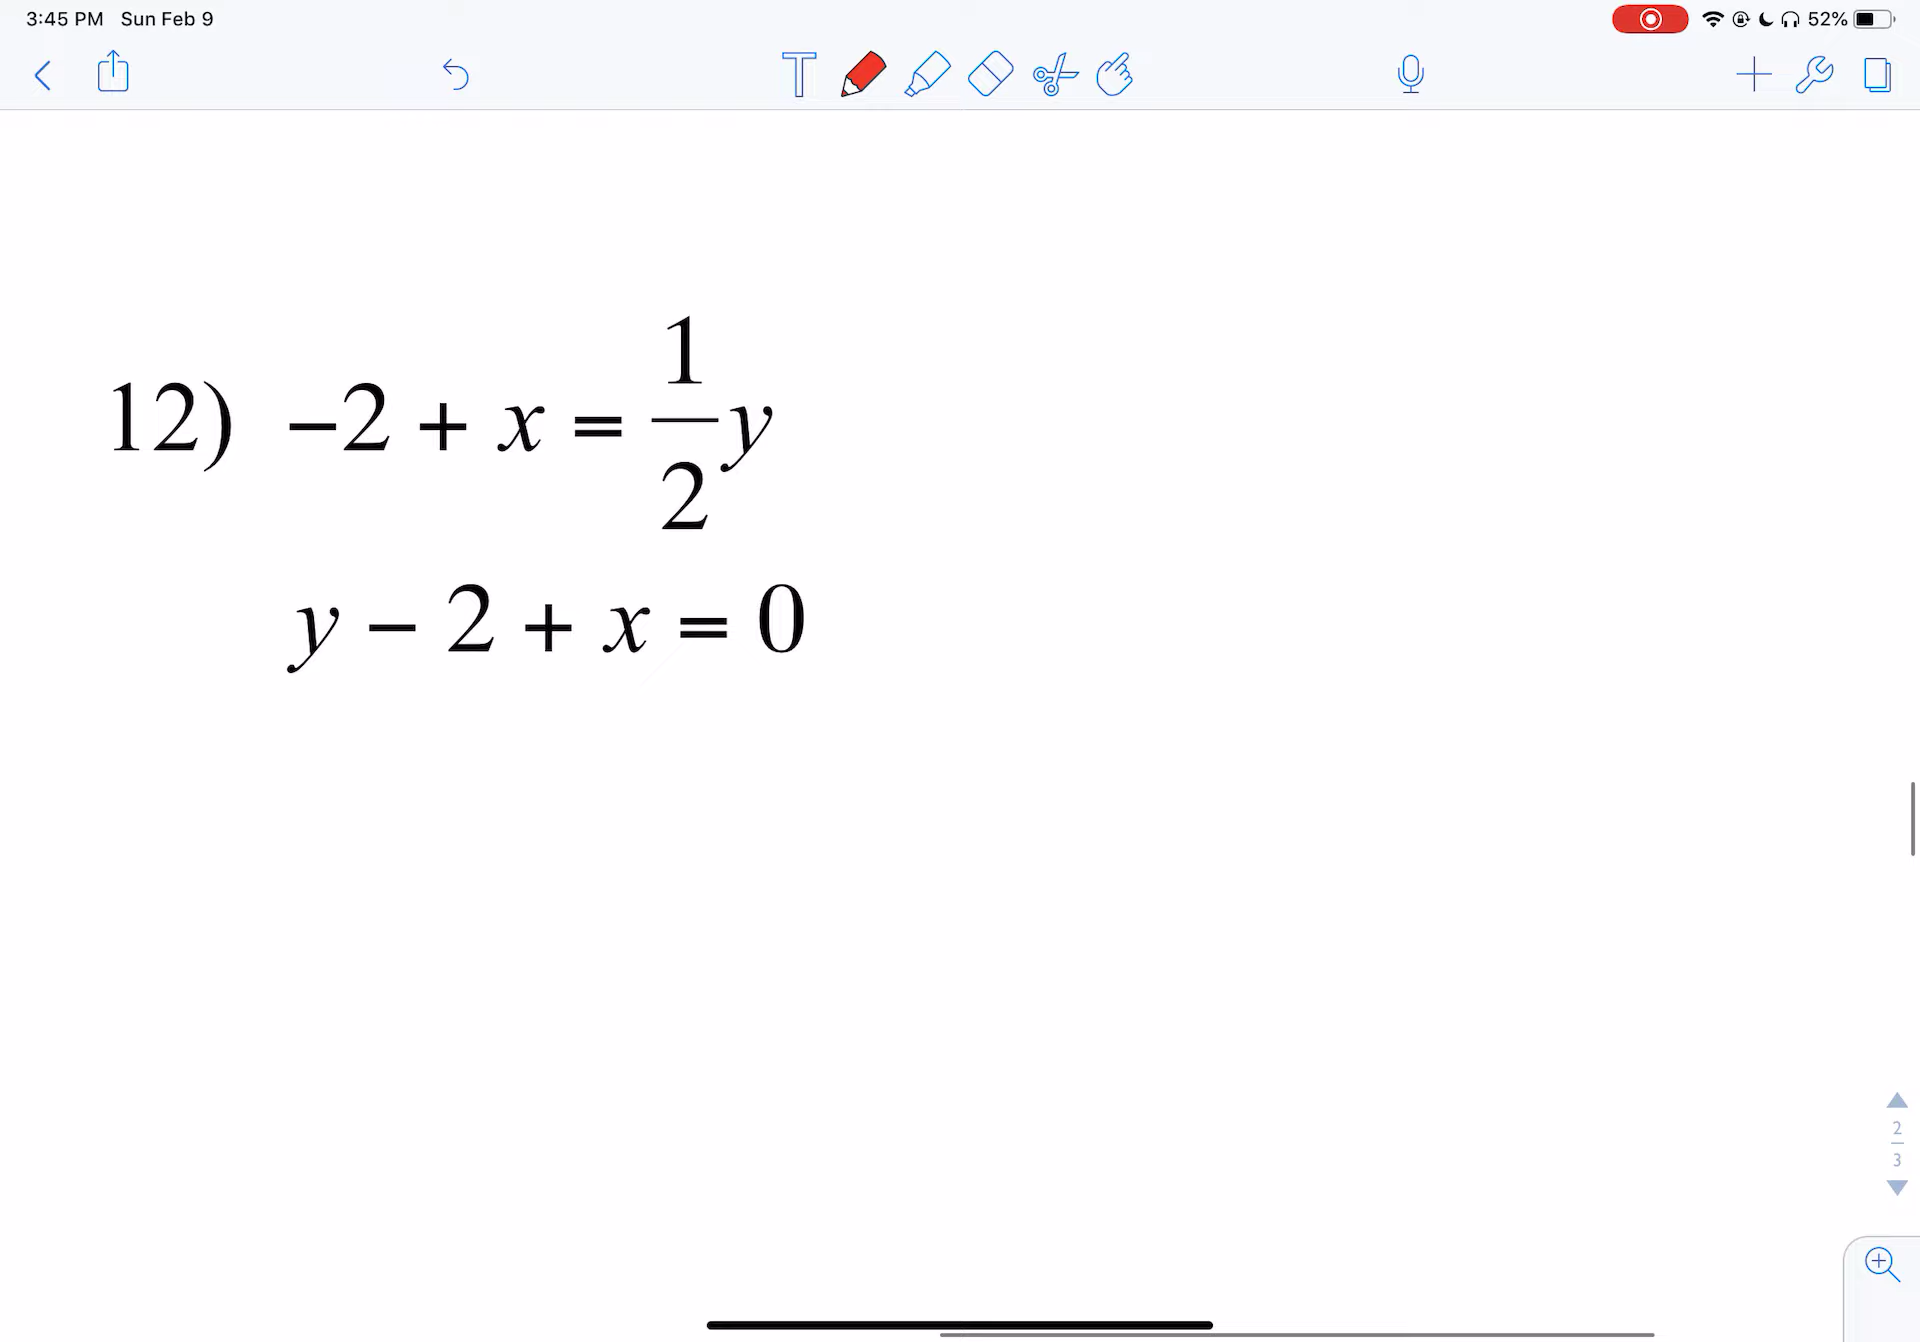 3:45 PM Sun Feb 9 52%
T
12) −2 + x = 1/2 y
y − 2 + x = 0
2
3